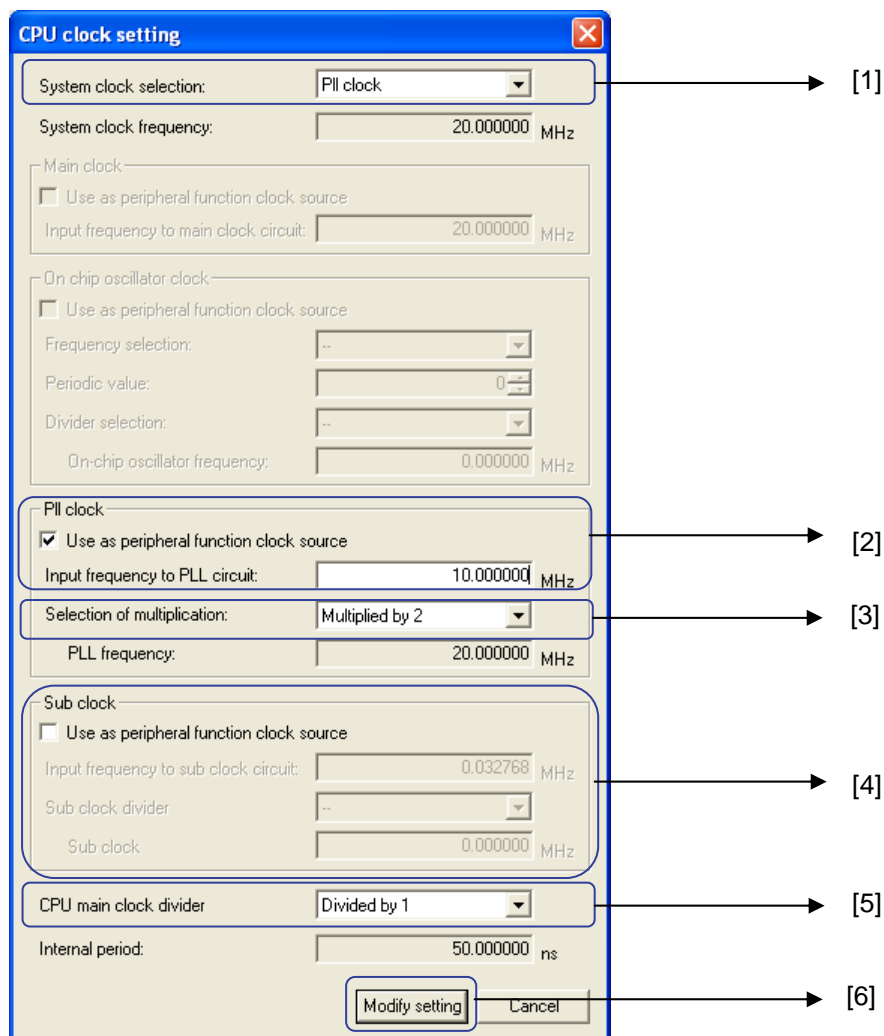 CPU clock setting
System clock selection: Pll clock [1]
System clock frequency: 20.000000 MHz
Main clock
Use as peripheral function clock source
Input frequency to main clock circuit: 20.000000 MHz
On chip oscillator clock
Use as peripheral function clock source
Frequency selection: --
Periodic value: 0
Divider selection: --
On-chip oscillator frequency: 0.000000 MHz
Pll clock
Use as peripheral function clock source [2]
Input frequency to PLL circuit: 10.000000 MHz
Selection of multiplication: Multiplied by 2 [3]
PLL frequency: 20.000000 MHz
Sub clock
Use as peripheral function clock source
Input frequency to sub clock circuit: 0.032768 MHz [4]
Sub clock divider --
Sub clock 0.000000 MHz
CPU main clock divider Divided by 1 [5]
Internal period: 50.000000 ns
Modify setting Cancel [6]